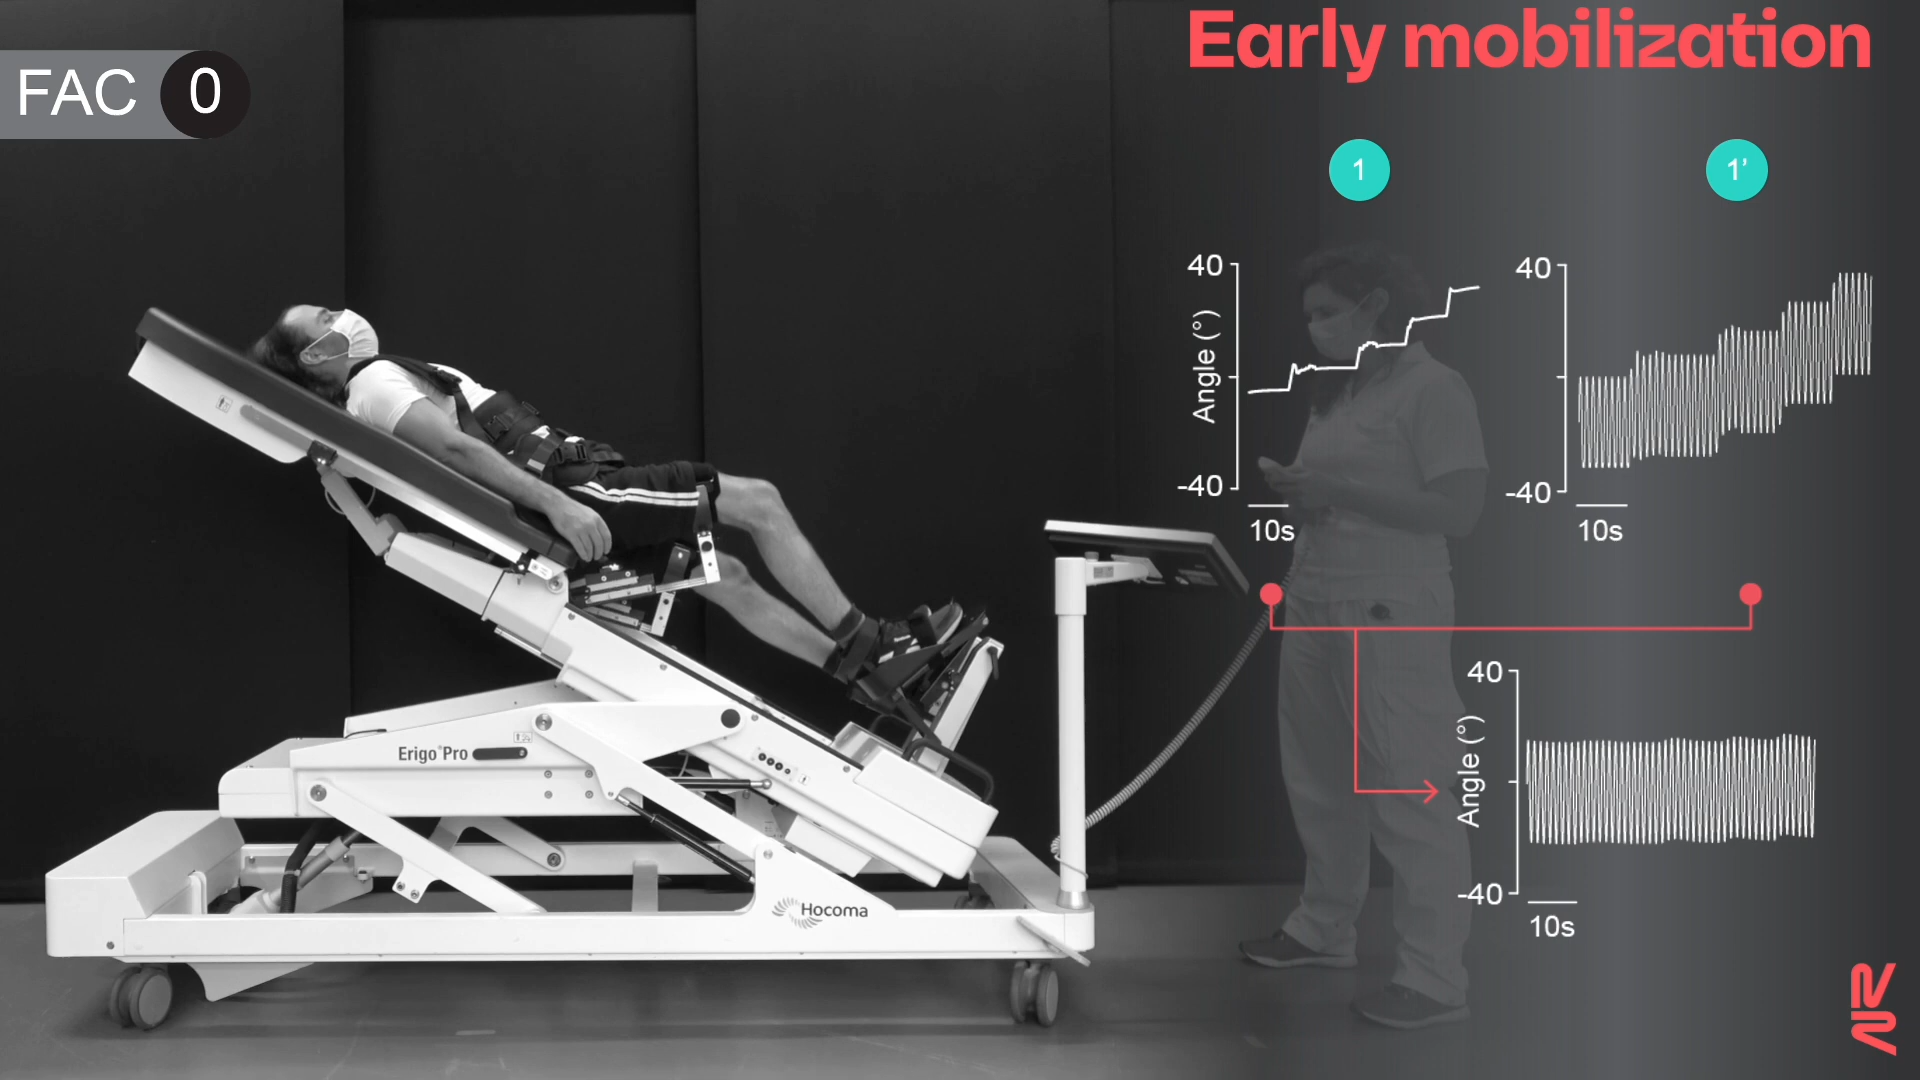 Early mobilization
FAC 0
1
1’
40
Angle (°)
-40
10s
40
-40
10s
40
Angle (°)
-40
10s
Erigo®Pro
Hocoma